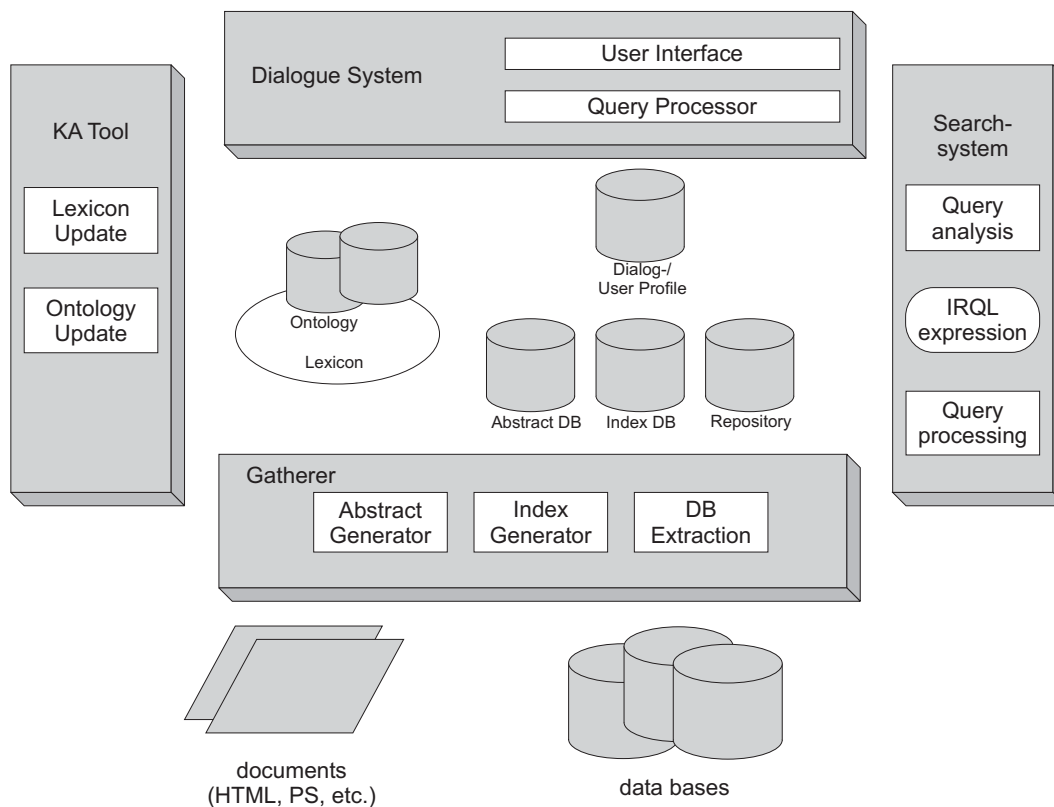 Dialogue System
User Interface
Query Processor
KA Tool
Lexicon
Update
Ontology
Update
Search-
system
Query
analysis
IRQL
expression
Query
processing
Dialog-/
User Profile
Ontology
Lexicon
Abstract DB
Index DB
Repository
Gatherer
Abstract
Generator
Index
Generator
DB
Extraction
documents
(HTML, PS, etc.)
data bases